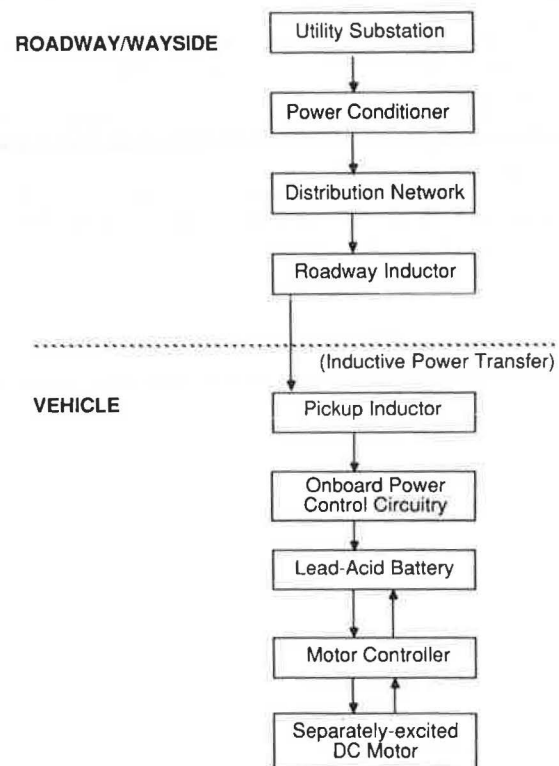 ROADWAY/WAYSIDE
Utility Substation
Power Conditioner
Distribution Network
Roadway Inductor
(Inductive Power Transfer)
VEHICLE
Pickup Inductor
Onboard Power
Control Circuitry
Lead-Acid Battery
Motor Controller
Separately-excited
DC Motor